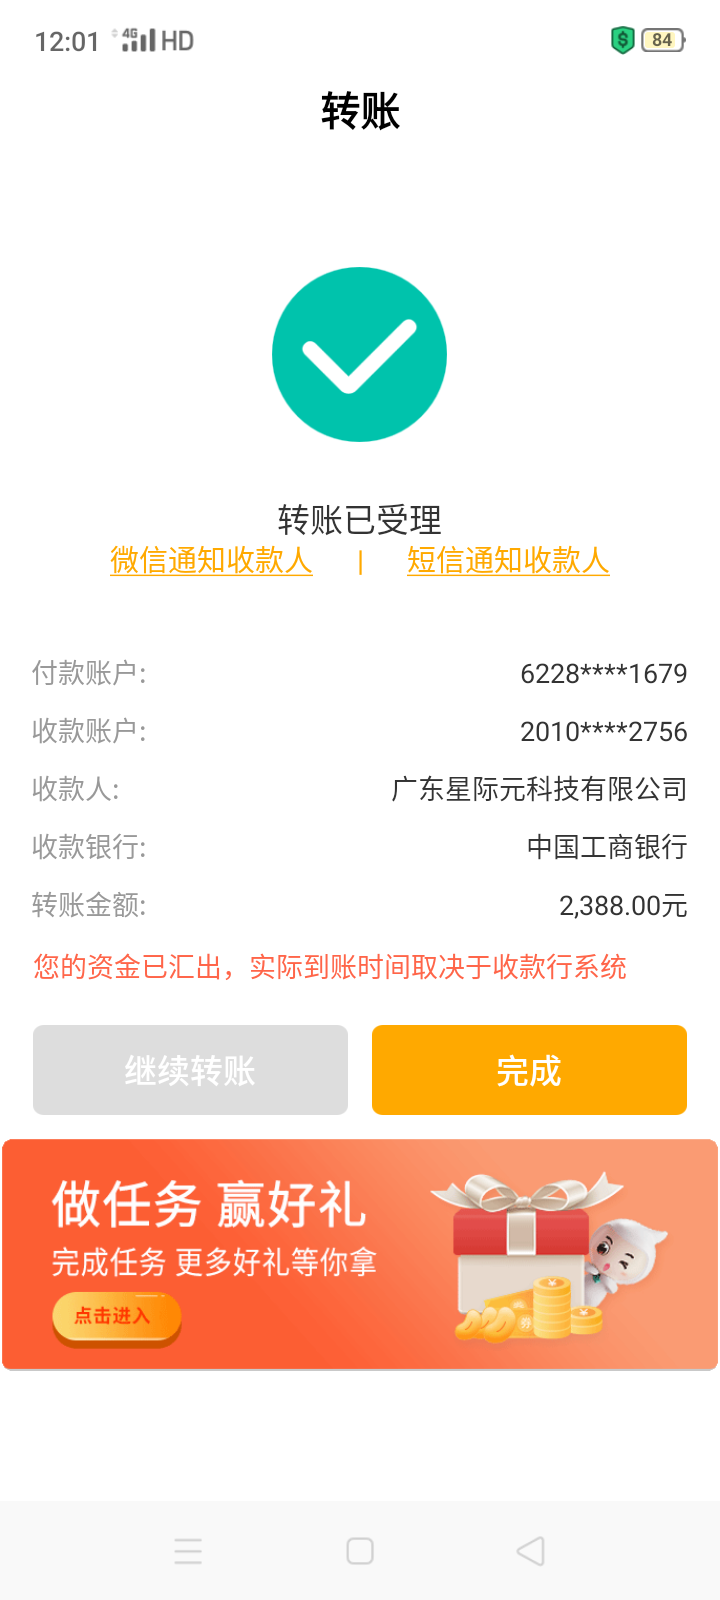 12:01 4G HD 84
转账
转账已受理
微信通知收款人 | 短信通知收款人
付款账户: 6228****1679
收款账户: 2010****2756
收款人: 广东星际元科技有限公司
收款银行: 中国工商银行
转账金额: 2,388.00元
您的资金已汇出，实际到账时间取决于收款行系统
继续转账 完成
做任务 赢好礼
完成任务 更多好礼等你拿
点击进入
券